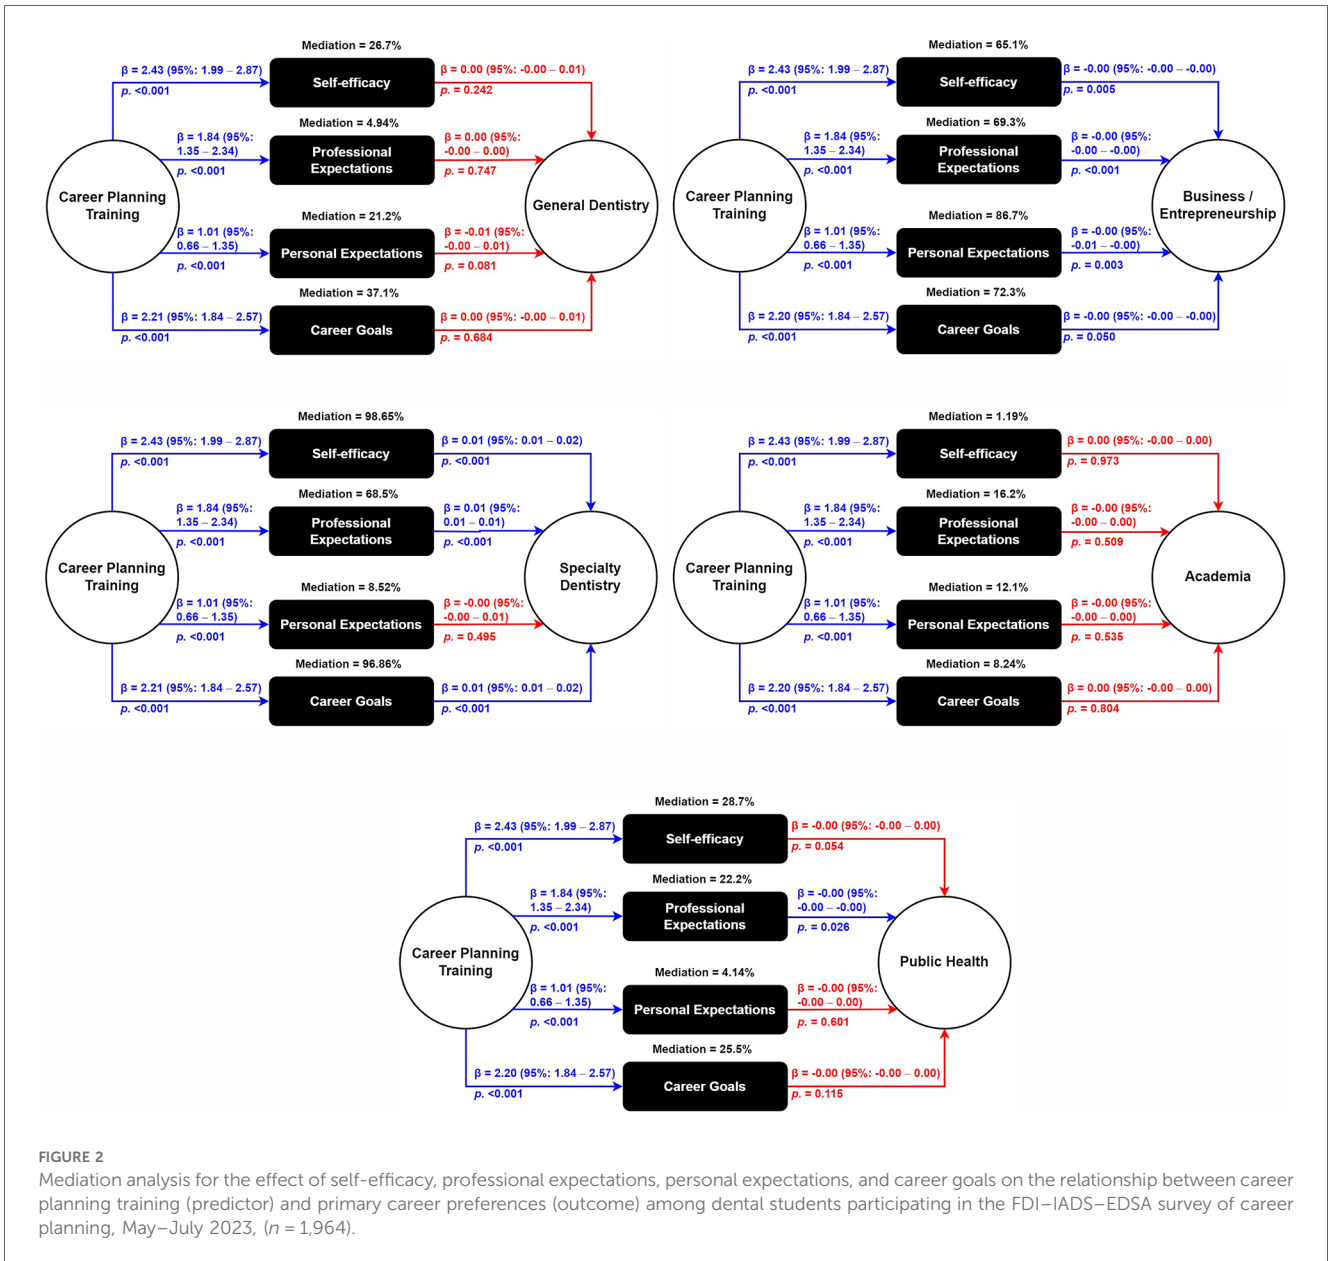 Mediation = 26.7%
β = 2.43 (95%: 1.99 – 2.87)
p. <0.001
Self-efficacy
β = 0.00 (95%: -0.00 – 0.01)
p. = 0.242
Mediation = 4.94%
β = 1.84 (95%:
1.35 – 2.34)
p. <0.001
Professional
Expectations
β = 0.00 (95%:
-0.00 – 0.00)
p. = 0.747
Career Planning
Training
General Dentistry
Mediation = 21.2%
β = 1.01 (95%:
0.66 – 1.35)
p. <0.001
Personal Expectations
β = -0.01 (95%:
-0.00 – 0.01)
p. = 0.081
Mediation = 37.1%
β = 2.21 (95%: 1.84 – 2.57)
p. <0.001
Career Goals
β = 0.00 (95%: -0.00 – 0.01)
p. = 0.684
Mediation = 65.1%
β = 2.43 (95%: 1.99 – 2.87)
p. <0.001
Self-efficacy
β = -0.00 (95%: -0.00 – -0.00)
p. = 0.005
Mediation = 69.3%
β = 1.84 (95%:
1.35 – 2.34)
p. <0.001
Professional
Expectations
β = -0.00 (95%:
-0.00 – -0.00)
p. <0.001
Career Planning
Training
Business /
Entrepreneurship
Mediation = 86.7%
β = 1.01 (95%:
0.66 – 1.35)
p. <0.001
Personal Expectations
β = -0.00 (95%:
-0.01 – -0.00)
p. = 0.003
Mediation = 72.3%
β = 2.20 (95%: 1.84 – 2.57)
p. <0.001
Career Goals
β = -0.00 (95%: -0.00 – -0.00)
p. = 0.050
Mediation = 98.65%
β = 2.43 (95%: 1.99 – 2.87)
p. <0.001
Self-efficacy
β = 0.01 (95%: 0.01 – 0.02)
p. <0.001
Mediation = 68.5%
β = 1.84 (95%:
1.35 – 2.34)
p. <0.001
Professional
Expectations
β = 0.01 (95%:
0.01 – 0.01)
p. <0.001
Career Planning
Training
Specialty
Dentistry
Mediation = 8.52%
β = 1.01 (95%:
0.66 – 1.35)
p. <0.001
Personal Expectations
β = -0.00 (95%:
-0.00 – 0.01)
p. = 0.495
Mediation = 96.86%
β = 2.21 (95%: 1.84 – 2.57)
p. <0.001
Career Goals
β = 0.01 (95%: 0.01 – 0.02)
p. <0.001
Mediation = 1.19%
β = 2.43 (95%: 1.99 – 2.87)
p. <0.001
Self-efficacy
β = 0.00 (95%: -0.00 – 0.00)
p. = 0.973
Mediation = 16.2%
β = 1.84 (95%:
1.35 – 2.34)
p. <0.001
Professional
Expectations
β = -0.00 (95%:
-0.00 – 0.00)
p. = 0.509
Career Planning
Training
Academia
Mediation = 12.1%
β = 1.01 (95%:
0.66 – 1.35)
p. <0.001
Personal Expectations
β = -0.00 (95%:
-0.00 – 0.00)
p. = 0.535
Mediation = 8.24%
β = 2.20 (95%: 1.84 – 2.57)
p. <0.001
Career Goals
β = 0.00 (95%: -0.00 – 0.00)
p. = 0.804
Mediation = 28.7%
β = 2.43 (95%: 1.99 – 2.87)
p. <0.001
Self-efficacy
β = -0.00 (95%: -0.00 – 0.00)
p. = 0.054
Mediation = 22.2%
β = 1.84 (95%:
1.35 – 2.34)
p. <0.001
Professional
Expectations
β = -0.00 (95%:
-0.00 – -0.00)
p. = 0.026
Career Planning
Training
Public Health
Mediation = 4.14%
β = 1.01 (95%:
0.66 – 1.35)
p. <0.001
Personal Expectations
β = -0.00 (95%:
-0.00 – 0.00)
p. = 0.601
Mediation = 25.5%
β = 2.20 (95%: 1.84 – 2.57)
p. <0.001
Career Goals
β = -0.00 (95%: -0.00 – 0.00)
p. = 0.115
FIGURE 2
Mediation analysis for the effect of self-efficacy, professional expectations, personal expectations, and career goals on the relationship between career
planning training (predictor) and primary career preferences (outcome) among dental students participating in the FDI–IADS–EDSA survey of career
planning, May–July 2023, (n = 1,964).